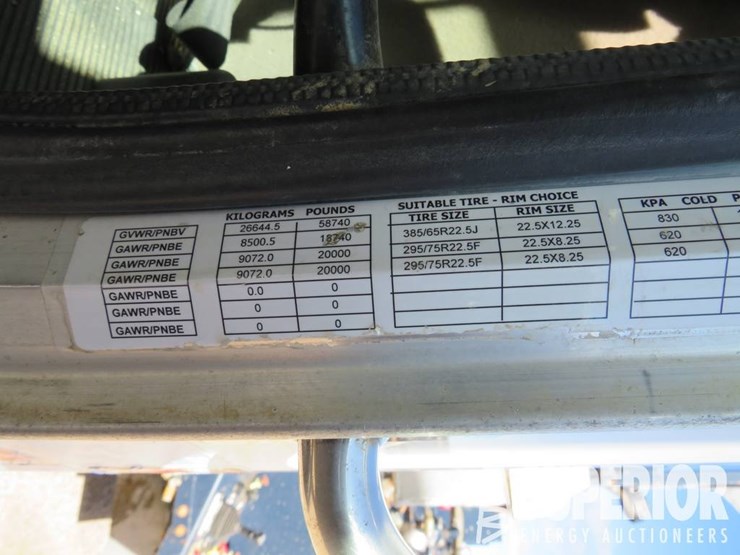 KILOGRAMS POUNDS SUITABLE TIRE - RIM CHOICE
TIRE SIZE RIM SIZE KPA COLD
GVWR/PNBV 26644.5 58740
GAWR/PNBE 8500.5 18740 385/65R22.5J 22.5X12.25 830
GAWR/PNBE 9072.0 20000 295/75R22.5F 22.5X8.25 620
GAWR/PNBE 9072.0 20000 295/75R22.5F 22.5X8.25 620
GAWR/PNBE 0.0 0
GAWR/PNBE 0 0
GAWR/PNBE 0 0
SUPERIOR
ENERGY AUCTIONEERS